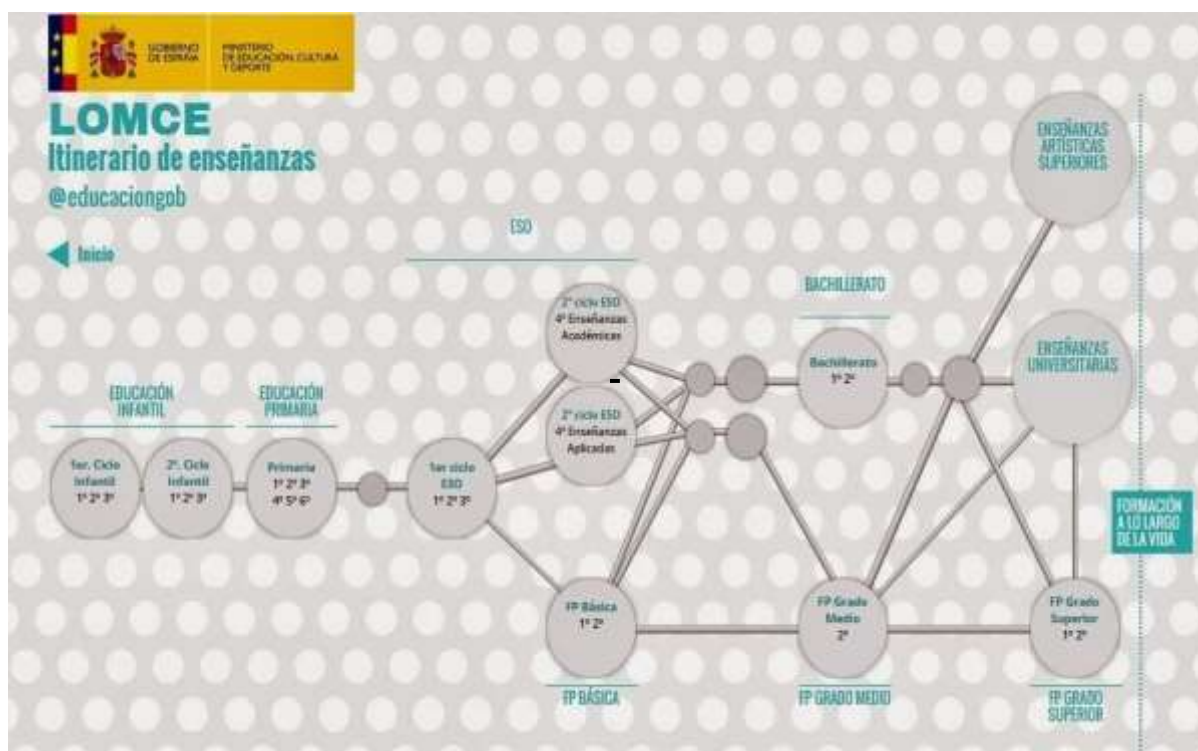 GOBIERNO
DE ESPAÑA
MINISTERIO
DE EDUCACIÓN, CULTURA
Y DEPORTE
LOMCE
Itinerario de enseñanzas
@educaciongob
Inicio
ESO
ENSEÑANZAS
ARTÍSTICAS
SUPERIORES
2º ciclo ESO
4º Enseñanzas
Académicas
BACHILLERATO
Bachillerato
1º 2º
ENSEÑANZAS
UNIVERSITARIAS
EDUCACIÓN
INFANTIL
EDUCACIÓN
PRIMARIA
2º ciclo ESO
4º Enseñanzas
Aplicadas
1er. Ciclo
Infantil
1º 2º 3º
2º. Ciclo
Infantil
1º 2º 3º
Primaria
1º 2º 3º
4º 5º 6º
1er ciclo
ESO
1º 2º 3º
FORMACIÓN
A LO LARGO
DE LA VIDA
FP Básica
1º 2º
FP Grado
Medio
2º
FP Grado
Superior
1º 2º
FP BÁSICA
FP GRADO MEDIO
FP GRADO
SUPERIOR